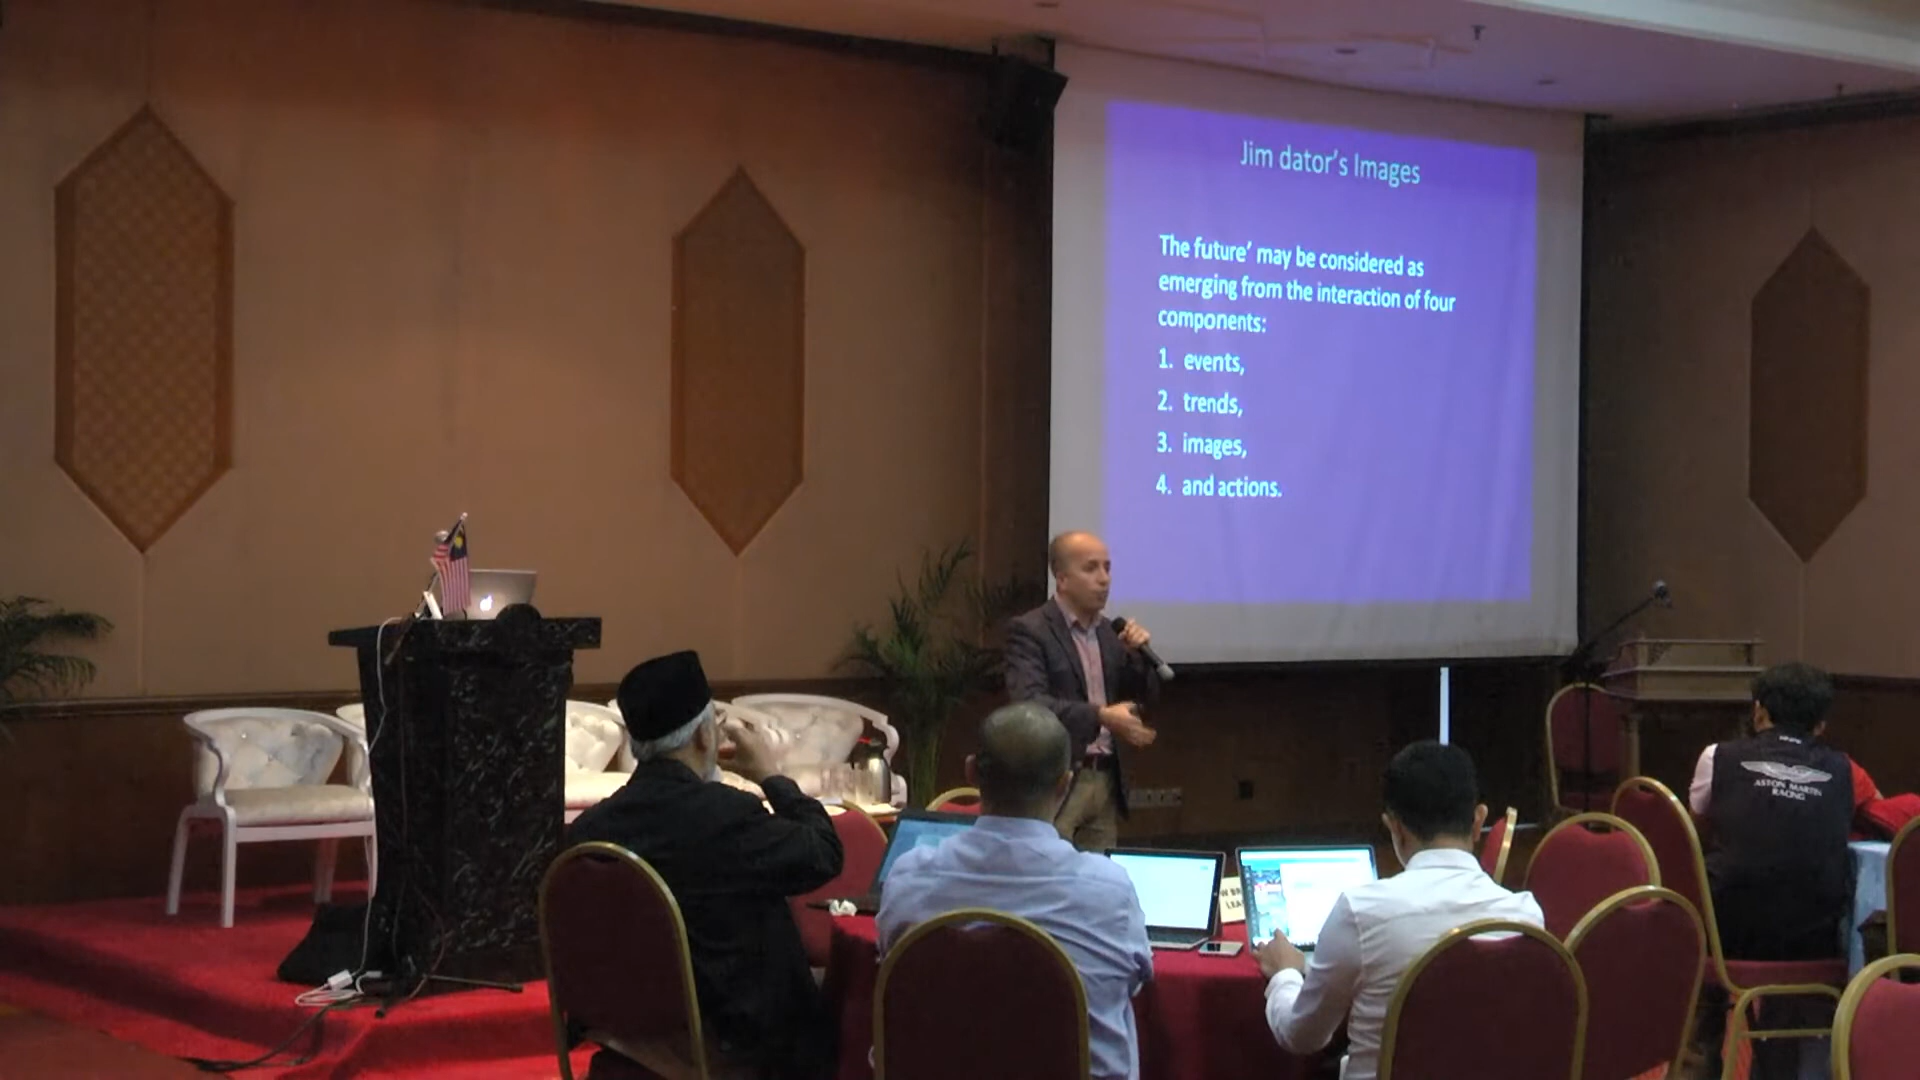 Jim dator's Images
The future' may be considered as
emerging from the interaction of four
components:
1. events,
2. trends,
3. images,
4. and actions.
ASTON MARTIN
RACING